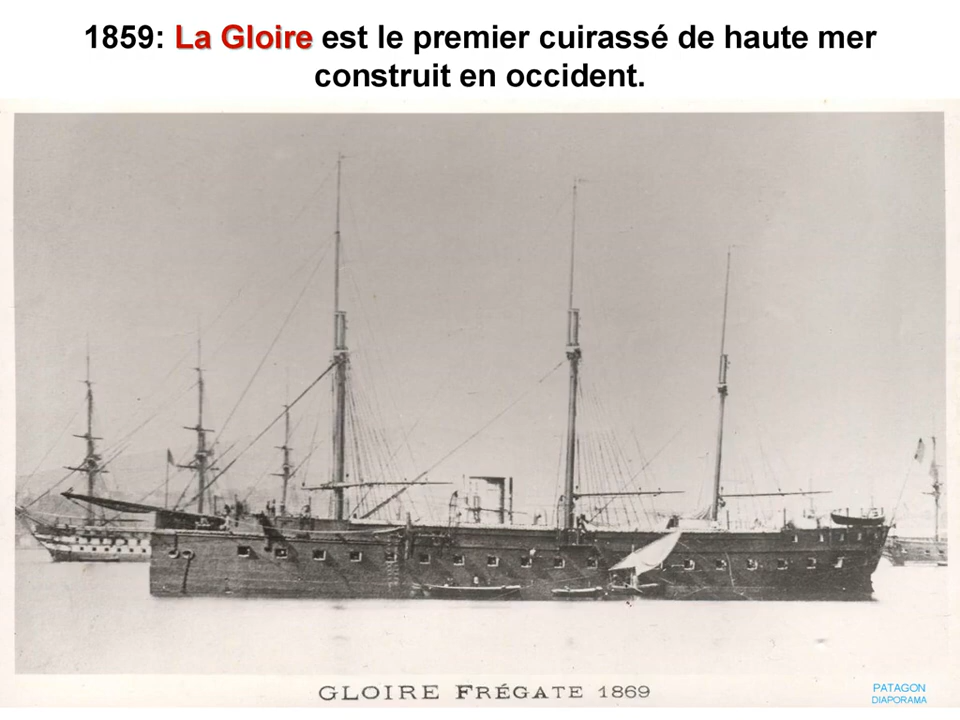 1859: La Gloire est le premier cuirassé de haute mer
construit en occident.
GLOIRE FRÉGATE 1869
PATAGON
DIAPORAMA